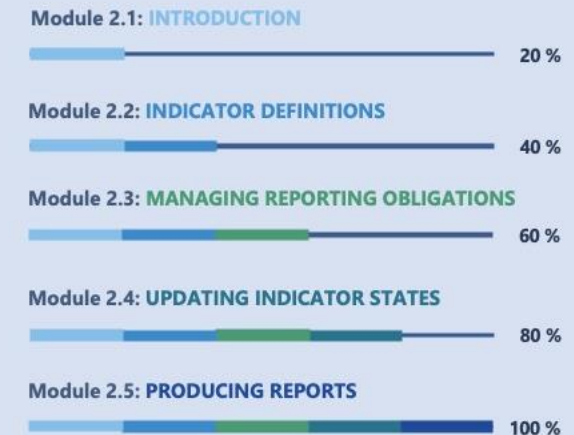 Module 2.1: INTRODUCTION
20 %
Module 2.2: INDICATOR DEFINITIONS
40 %
Module 2.3: MANAGING REPORTING OBLIGATIONS
60 %
Module 2.4: UPDATING INDICATOR STATES
80 %
Module 2.5: PRODUCING REPORTS
100 %